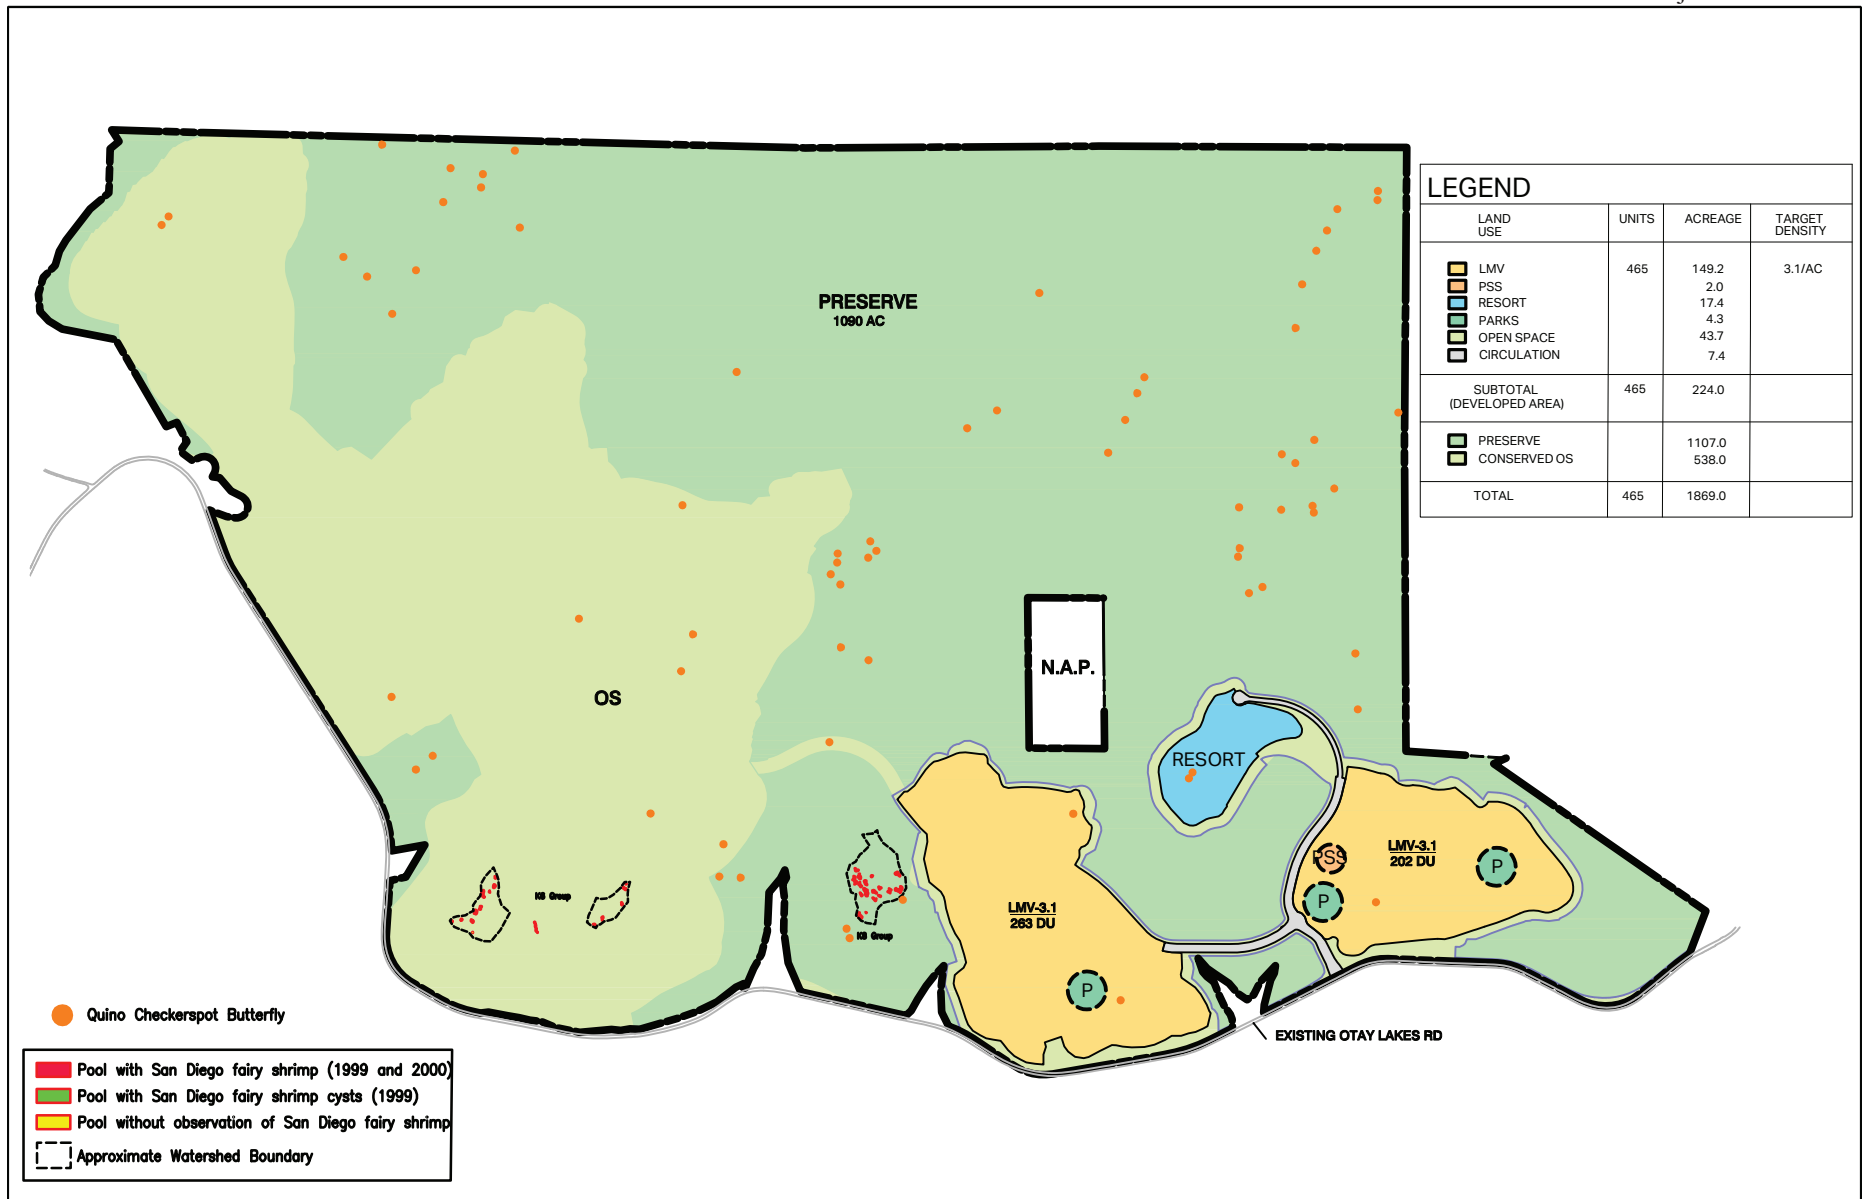 LEGEND
LAND USE UNITS ACREAGE TARGET DENSITY
LMV 465 149.2 3.1/AC
PSS 2.0
RESORT 17.4
PARKS 4.3
OPEN SPACE 43.7
CIRCULATION 7.4
SUBTOTAL (DEVELOPED AREA) 465 224.0
PRESERVE 1107.0
CONSERVED OS 538.0
TOTAL 465 1869.0
PRESERVE
1090 AC
N.A.P.
OS
RESORT
PSS
LMV-3.1
202 DU
P
P
LMV-3.1
263 DU
P
K8 Group
K8 Group
EXISTING OTAY LAKES RD
Quino Checkerspot Butterfly
Pool with San Diego fairy shrimp (1999 and 2000)
Pool with San Diego fairy shrimp cysts (1999)
Pool without observation of San Diego fairy shrimp
Approximate Watershed Boundary